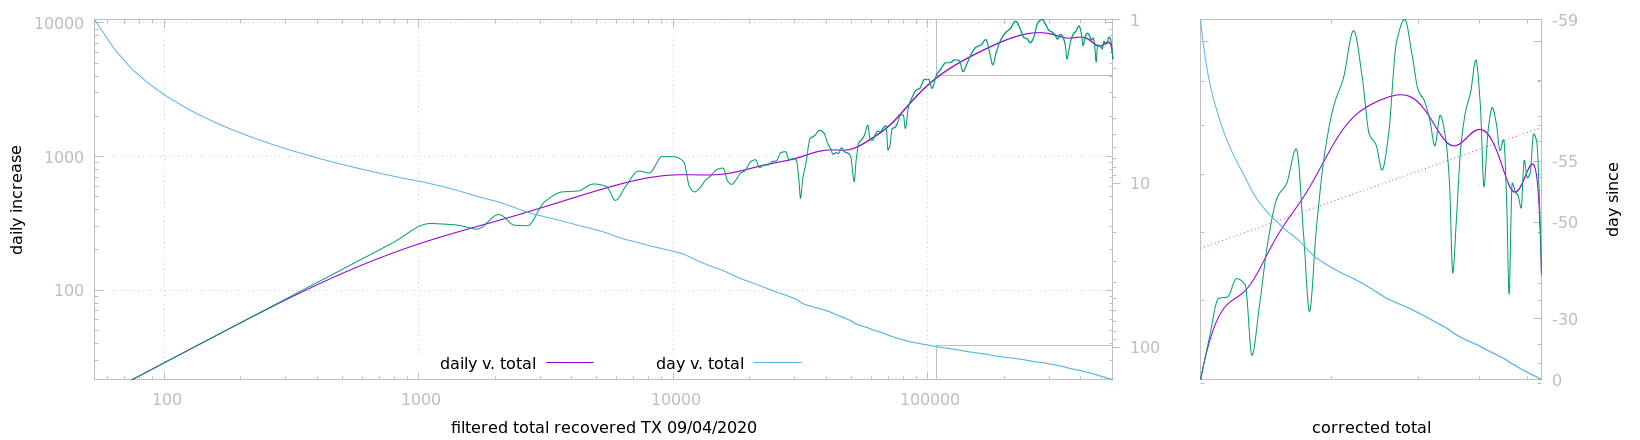 10000
1000
100
daily increase
1
10
100
daily v. total
day v. total
100
1000
10000
100000
filtered total recovered TX 09/04/2020
-59
-55
-50
-30
0
day since
corrected total